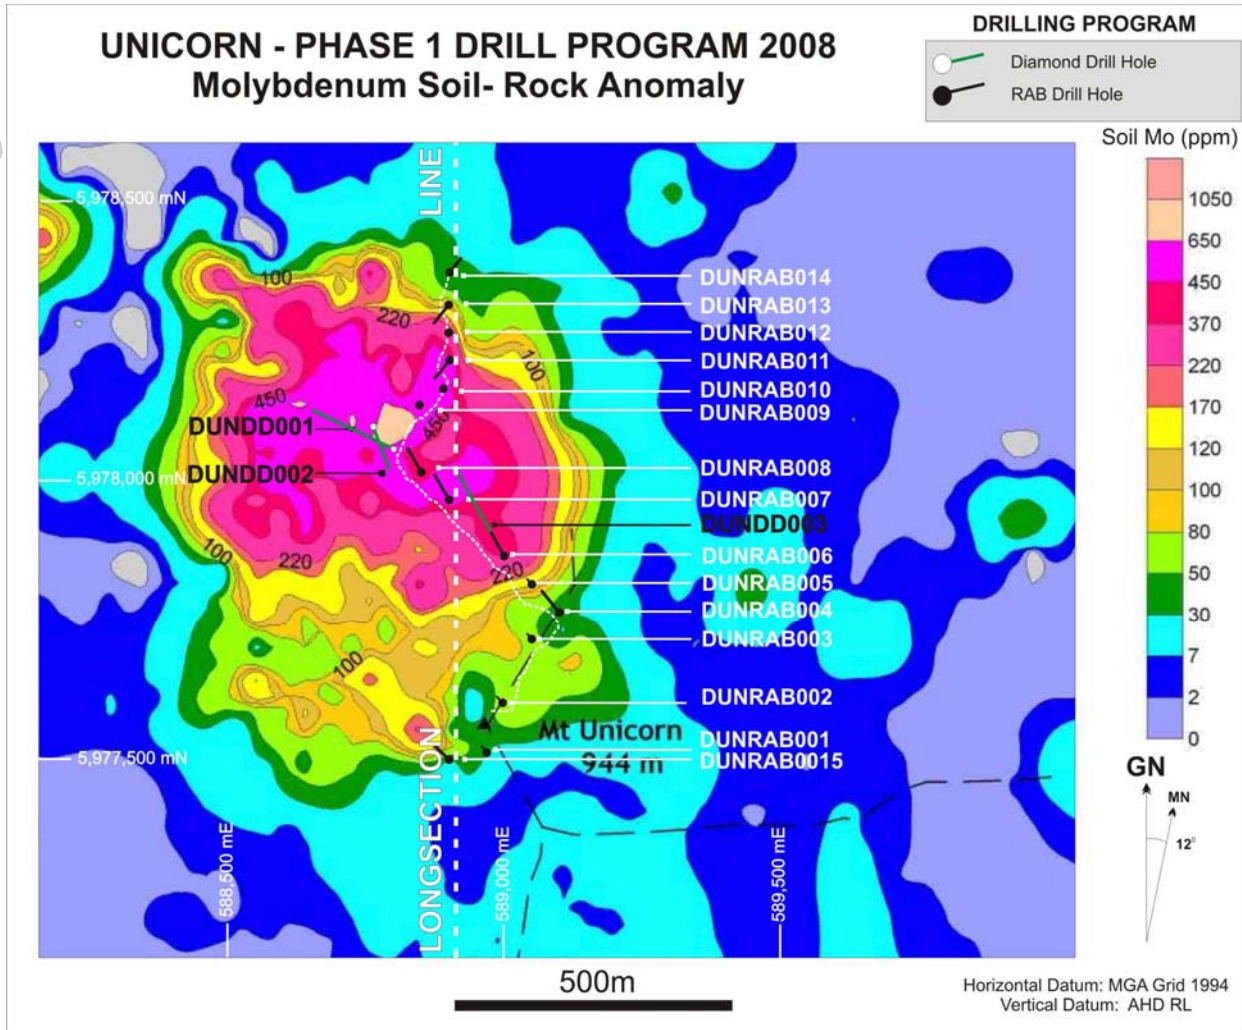 UNICORN - PHASE 1 DRILL PROGRAM 2008
Molybdenum Soil- Rock Anomaly
DRILLING PROGRAM
Diamond Drill Hole
RAB Drill Hole
Soil Mo (ppm)
1050
650
450
370
220
170
120
100
80
50
30
7
2
0
GN
MN
12°
5,978,500 mN
5,978,000 mN
5,977,500 mN
588,500 mE
589,000 mE
589,500 mE
LINE
LONGSECTION
100
220
100
450
450
100
220
220
100
DUNDD001
DUNDD002
DUNRAB014
DUNRAB013
DUNRAB012
DUNRAB011
DUNRAB010
DUNRAB009
DUNRAB008
DUNRAB007
DUNDD003
DUNRAB006
DUNRAB005
DUNRAB004
DUNRAB003
DUNRAB002
DUNRAB001
DUNRAB0015
Mt Unicorn
944 m
500m
Horizontal Datum: MGA Grid 1994
Vertical Datum: AHD RL